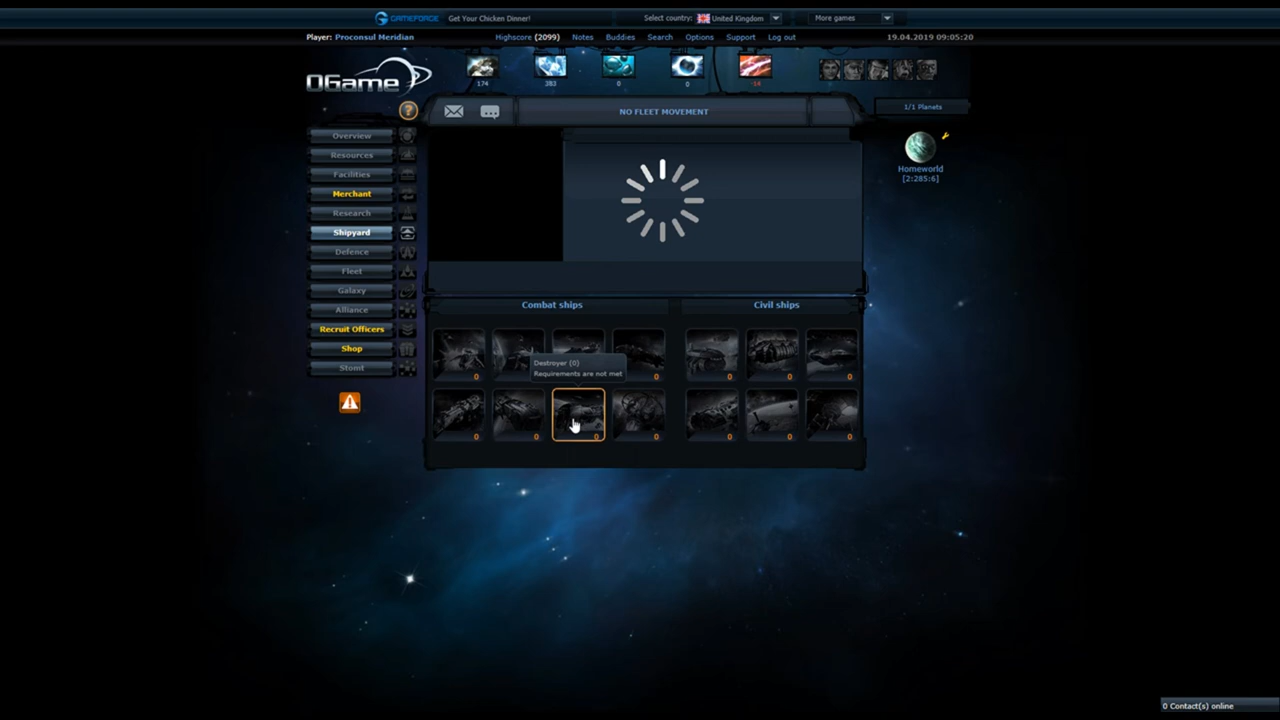 GAMEFORGE Get Your Chicken Dinner! Select country: United Kingdom More games
Player: Proconsul Meridian Highscore (2099) Notes Buddies Search Options Support Log out 19.04.2019 09:05:20
OGame
174 383 0 0 -14
?
NO FLEET MOVEMENT
1/1 Planets
Homeworld
[2:285:6]
Overview
Resources
Facilities
Merchant
Research
Shipyard
Defence
Fleet
Galaxy
Alliance
Recruit Officers
Shop
Stomt
Combat ships Civil ships
Destroyer (0)
Requirements are not met
0 0 0 0 0
0 0 0 0 0 0 0
0 Contact(s) online